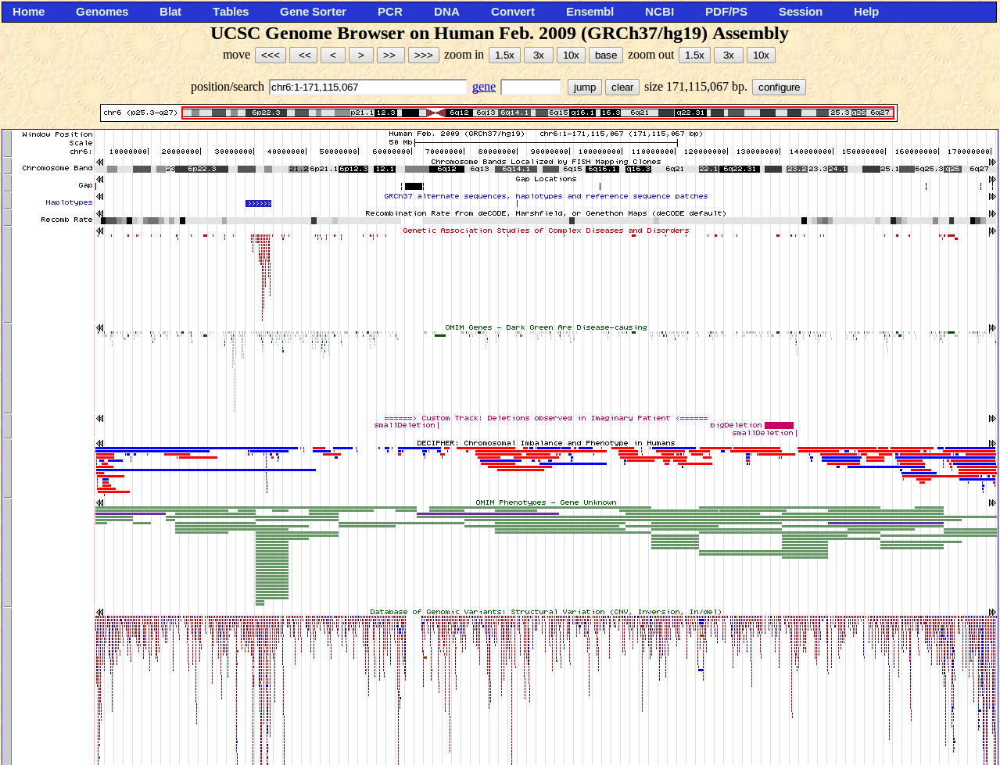 Home Genomes Blat Tables Gene Sorter PCR DNA Convert Ensembl NCBI PDF/PS Session Help
UCSC Genome Browser on Human Feb. 2009 (GRCh37/hg19) Assembly
move <<< << < > >> >>> zoom in 1.5x 3x 10x base zoom out 1.5x 3x 10x
position/search chr6:1-171,115,067 gene jump clear size 171,115,067 bp. configure
chr6 (p25.3-q27) 6p22.3 p21.1 12.3 6q12 6q13 6q14.1 6q15 q16.1 16.3 6q21 q22.31 25.3 q26 6q27
Window Position Human Feb. 2009 (GRCh37/hg19) chr6:1-171,115,067 (171,115,067 bp)
Scale 50 Mb
chr6: 10000000 20000000 30000000 40000000 50000000 60000000 70000000 80000000 90000000 100000000 110000000 120000000 130000000 140000000 150000000 160000000 170000000
Chromosome Bands Localized by FISH Mapping Clones
Chromosome Band 23 6p22.3 21.2 6p21.1 6p12.3 12.1 6q12 6q13 6q14.1 6q15 6q16.1 q16.3 6q21 22.1 6q22.31 23.2 23.3 24.1 25.1 6q25.3 q26 6q27
Gap Locations
Gap
GRCh37 alternate sequences, haplotypes and reference sequence patches
Haplotypes
Recombination Rate from deCODE, Marshfield, or Genethon Maps (deCODE default)
Recomb Rate
Genetic Association Studies of Complex Diseases and Disorders
OMIM Genes - Dark Green Are Disease-causing
======> Custom Track: Deletions observed in Imaginary Patient <======
smallDeletion bigDeletion
smallDeletion
DECIPHER: Chromosomal Imbalance and Phenotype in Humans
OMIM Phenotypes - Gene Unknown
Database of Genomic Variants: Structural Variation (CNV, Inversion, In/del)